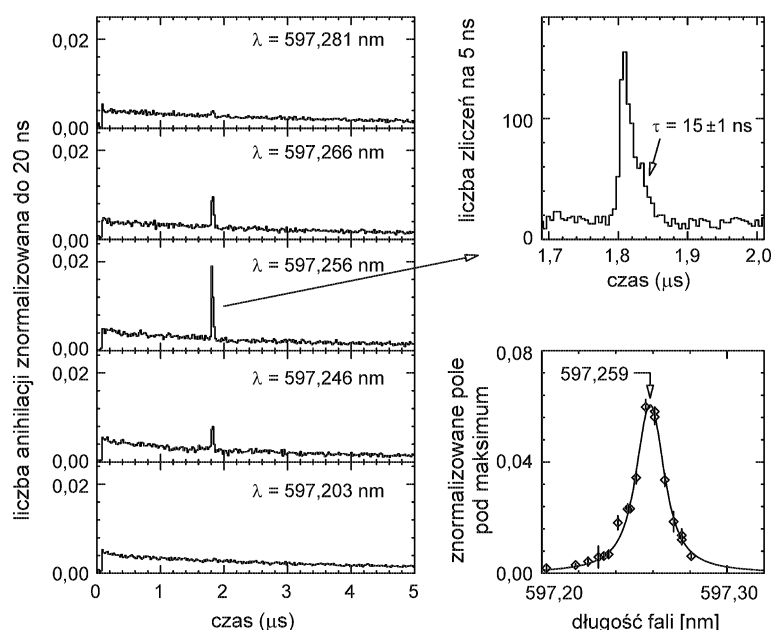 liczba anihilacji znormalizowana do 20 ns
0,02
λ = 597,281 nm
0,00
0,02
λ = 597,266 nm
0,00
0,02
λ = 597,256 nm
0,00
0,02
λ = 597,246 nm
0,00
0,02
λ = 597,203 nm
0,00
0 1 2 3 4 5
czas (μs)
liczba zliczeń na 5 ns
100
τ = 15±1 ns
0
1,7 1,8 1,9 2,0
czas (μs)
znormalizowane pole
pod maksimum
0,08
597,259
0,04
0,00
597,20 597,30
długość fali [nm]